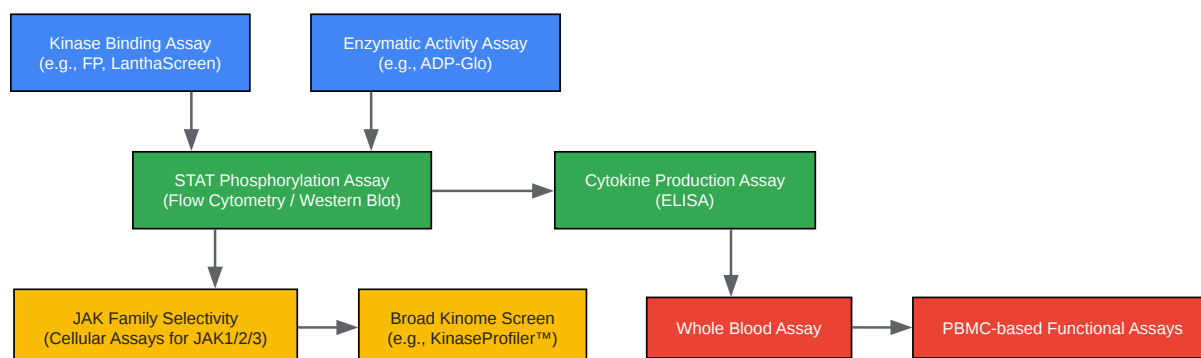 Kinase Binding Assay
(e.g., FP, LanthaScreen)
Enzymatic Activity Assay
(e.g., ADP-Glo)
STAT Phosphorylation Assay
(Flow Cytometry / Western Blot)
Cytokine Production Assay
(ELISA)
JAK Family Selectivity
(Cellular Assays for JAK1/2/3)
Broad Kinome Screen
(e.g., KinaseProfiler™)
Whole Blood Assay
PBMC-based Functional Assays